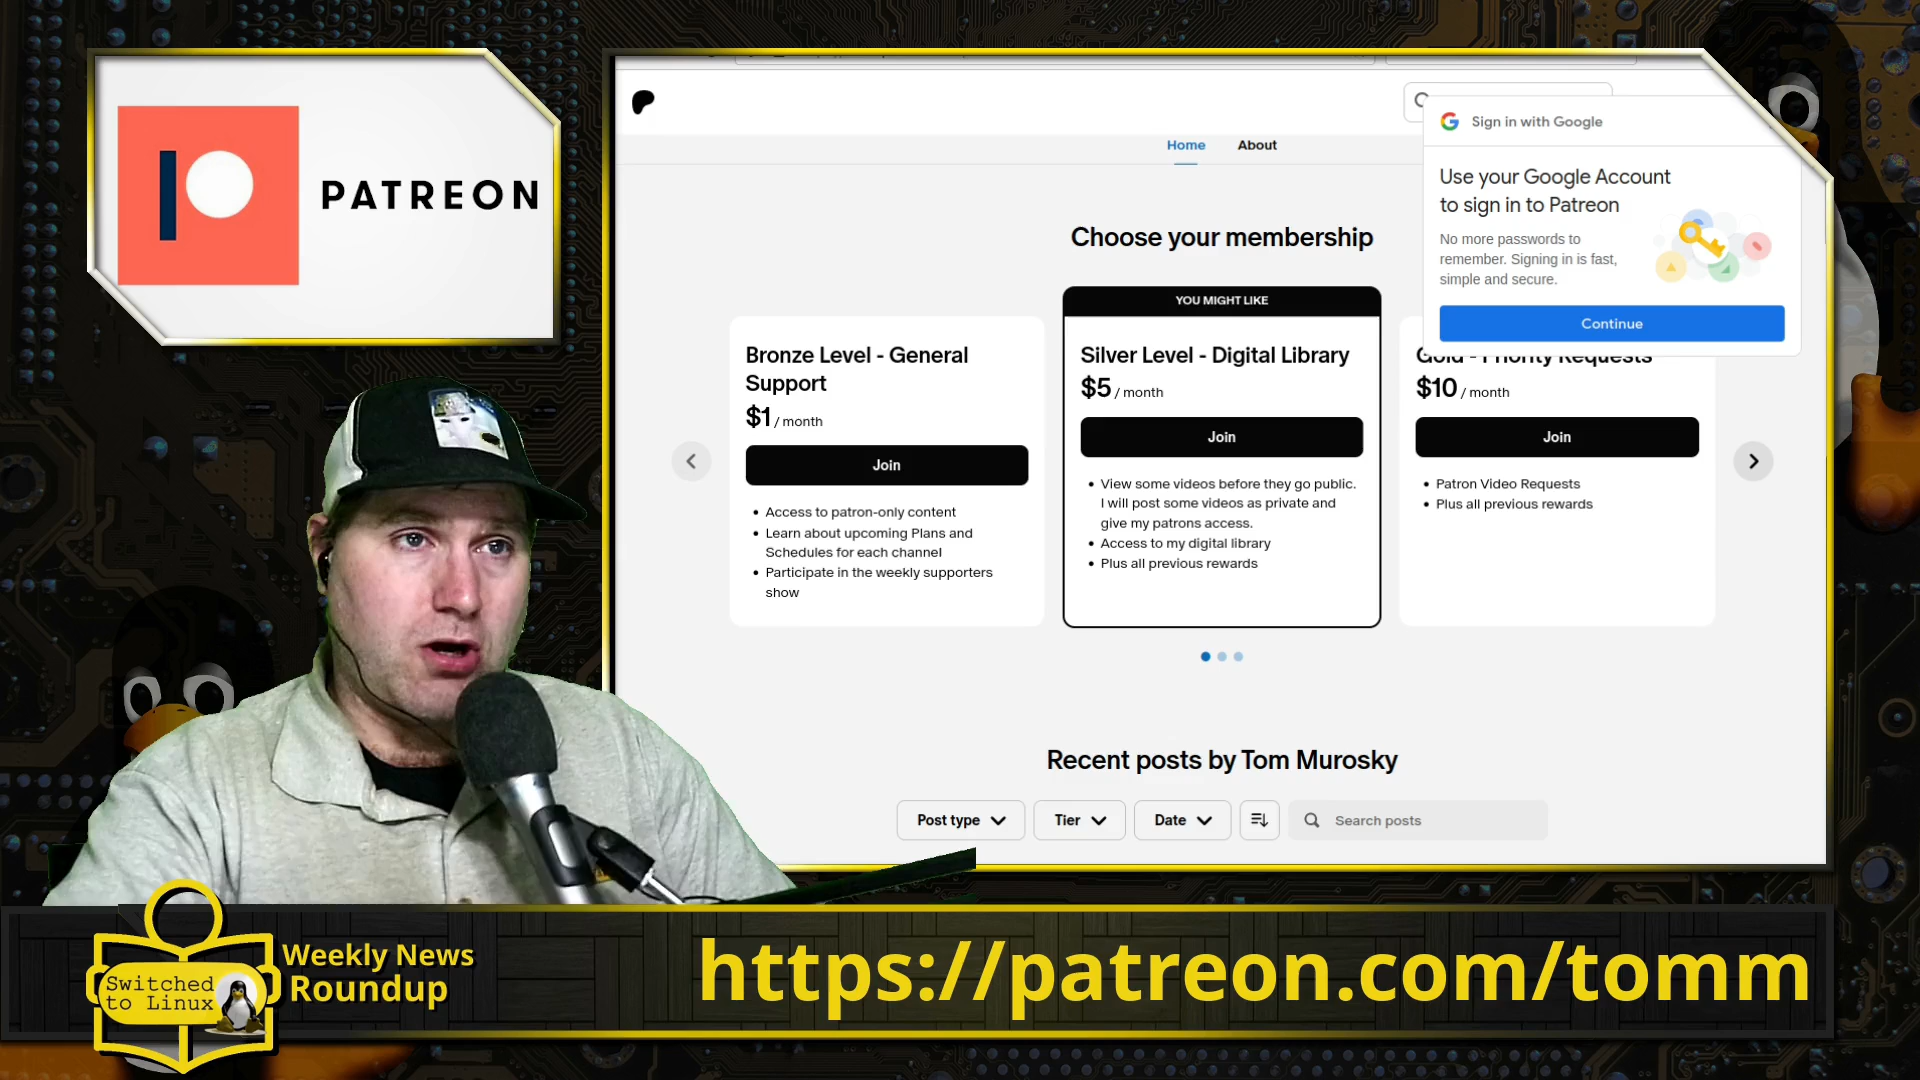 PATREON
Home About
Choose your membership
Sign in with Google
Use your Google Account
to sign in to Patreon
No more passwords to
remember. Signing in is fast,
simple and secure.
Continue
Bronze Level - General
Support
$1 / month
Join
Access to patron-only content
Learn about upcoming Plans and
Schedules for each channel
Participate in the weekly supporters
show
YOU MIGHT LIKE
Silver Level - Digital Library
$5 / month
Join
View some videos before they go public.
I will post some videos as private and
give my patrons access.
Access to my digital library
Plus all previous rewards
Gold - Priority Requests
$10 / month
Join
Patron Video Requests
Plus all previous rewards
Recent posts by Tom Murosky
Post type Tier Date Search posts
Switched
to Linux
Weekly News
Roundup
https://patreon.com/tomm